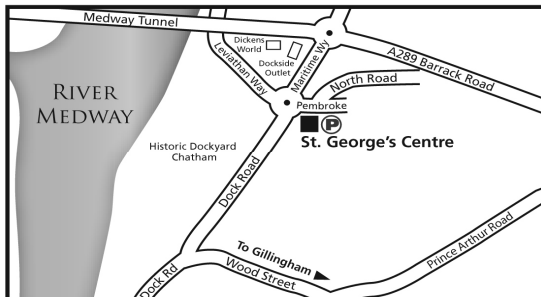 Medway Tunnel
Dickens
World
Dockside
Outlet
Leviathan Way
Maritime Wy
A289 Barrack Road
North Road
Pembroke
RIVER
MEDWAY
P
St. George's Centre
Historic Dockyard
Chatham
Dock Road
To Gillingham
Wood Street
Prince Arthur Road
Dock Rd